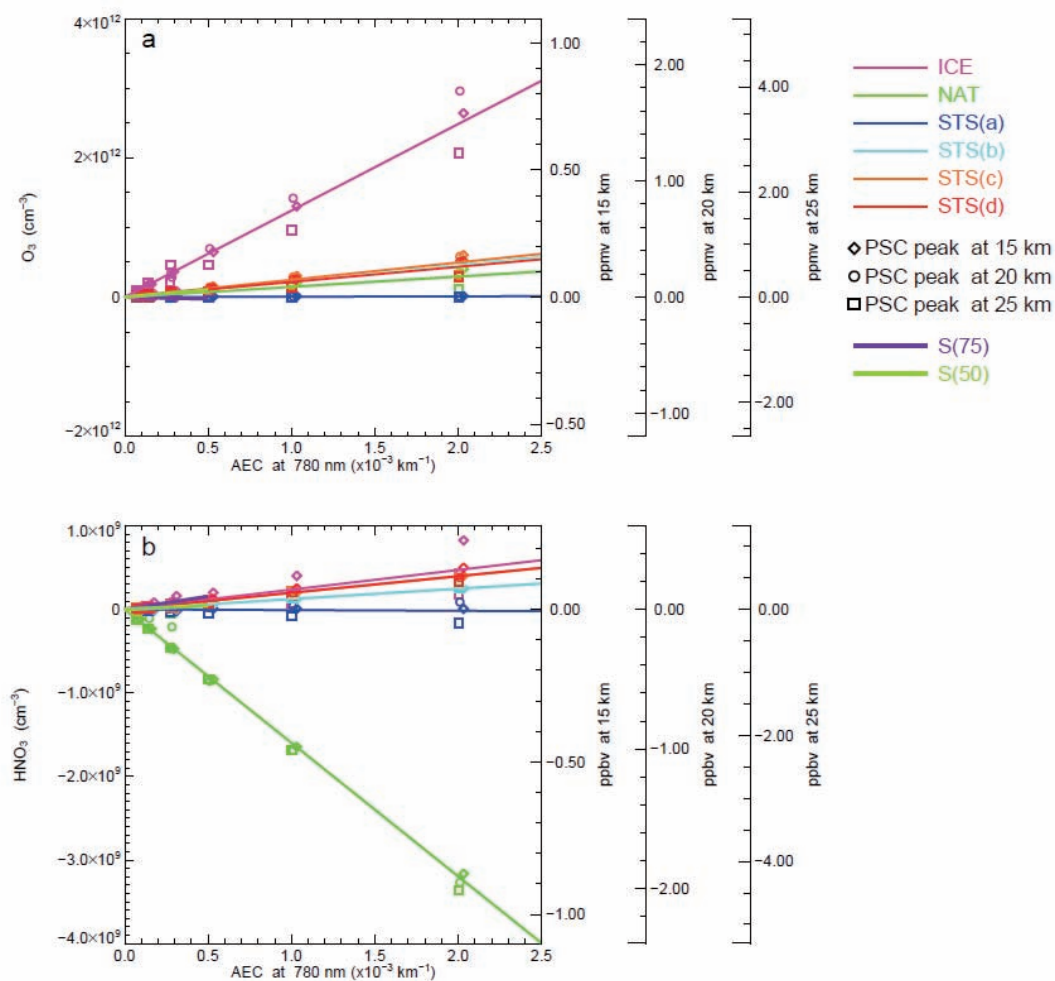 a
4×10¹²
2×10¹²
0
−2×10¹²
O₃ (cm⁻³)
0.0 0.5 1.0 1.5 2.0 2.5
AEC at 780 nm (x10⁻³ km⁻¹)
1.00
0.50
0.00
−0.50
ppmv at 15 km
2.00
1.00
0.00
−1.00
ppmv at 20 km
4.00
2.00
0.00
−2.00
ppmv at 25 km
ICE
NAT
STS(a)
STS(b)
STS(c)
STS(d)
PSC peak at 15 km
PSC peak at 20 km
PSC peak at 25 km
S(75)
S(50)
b
1.0×10⁹
0
−1.0×10⁹
−2.0×10⁹
−3.0×10⁹
−4.0×10⁹
HNO₃ (cm⁻³)
0.0 0.5 1.0 1.5 2.0 2.5
AEC at 780 nm (x10⁻³ km⁻¹)
0.00
−0.50
−1.00
ppbv at 15 km
0.00
−1.00
−2.00
ppbv at 20 km
0.00
−2.00
−4.00
ppbv at 25 km